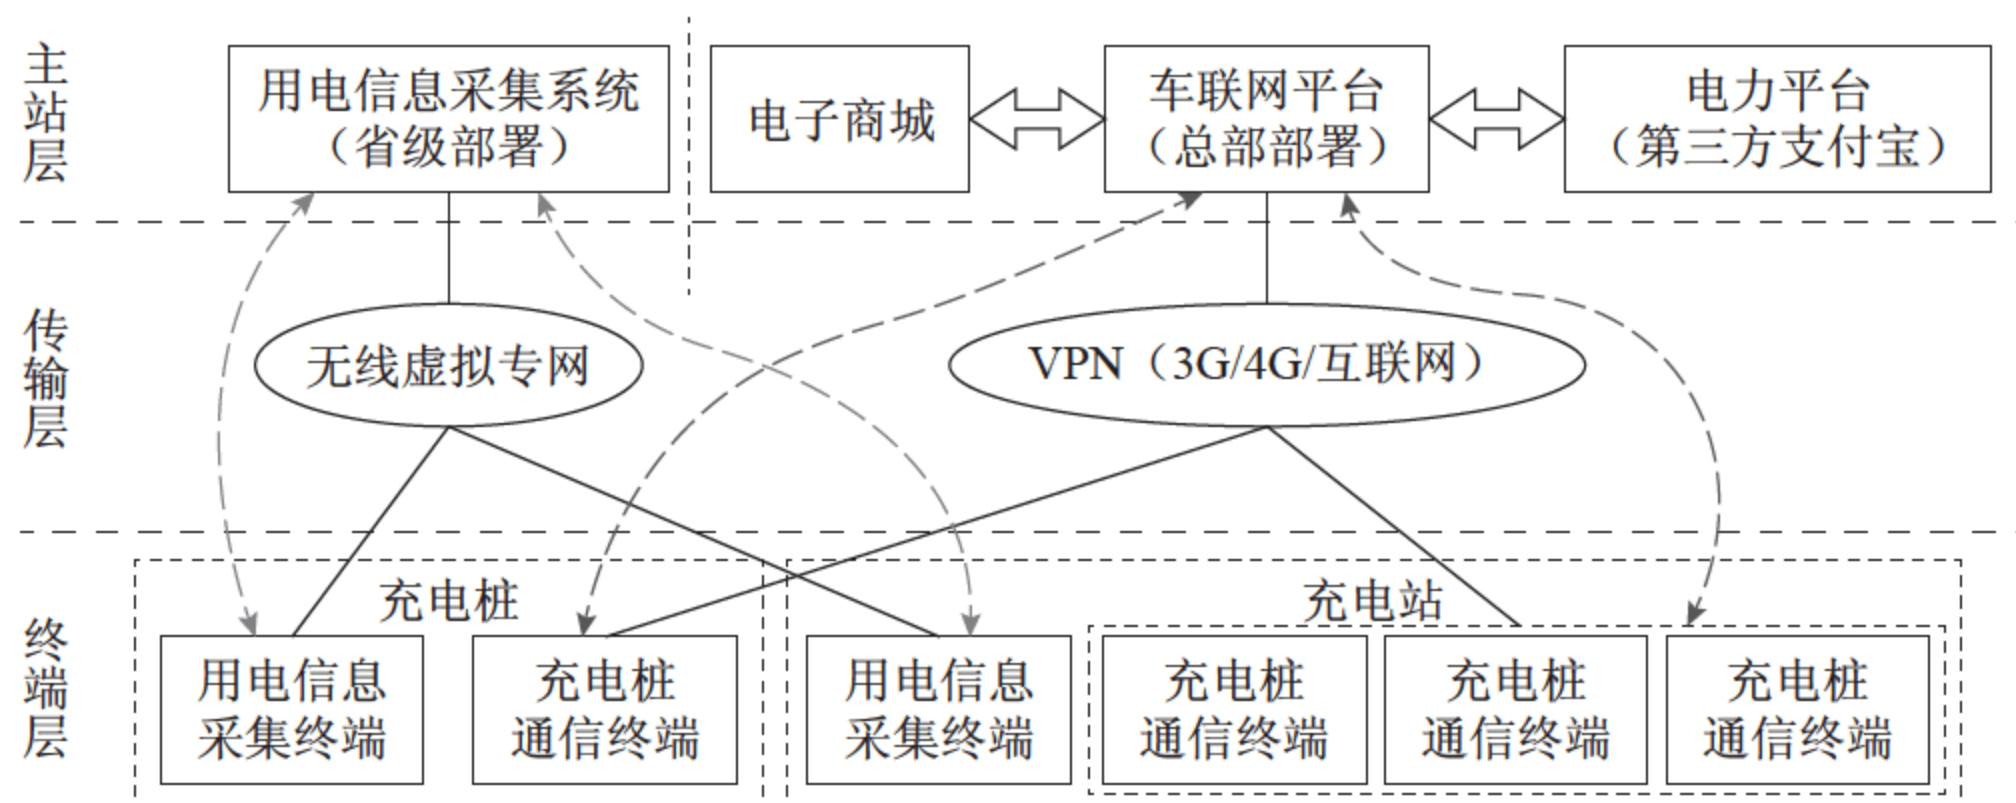 主站层
用电信息采集系统
（省级部署）
电子商城
车联网平台
（总部部署）
电力平台
（第三方支付宝）
传输层
无线虚拟专网
VPN（3G/4G/互联网）
终端层
充电桩
充电站
用电信息
采集终端
充电桩
通信终端
用电信息
采集终端
充电桩
通信终端
充电桩
通信终端
充电桩
通信终端